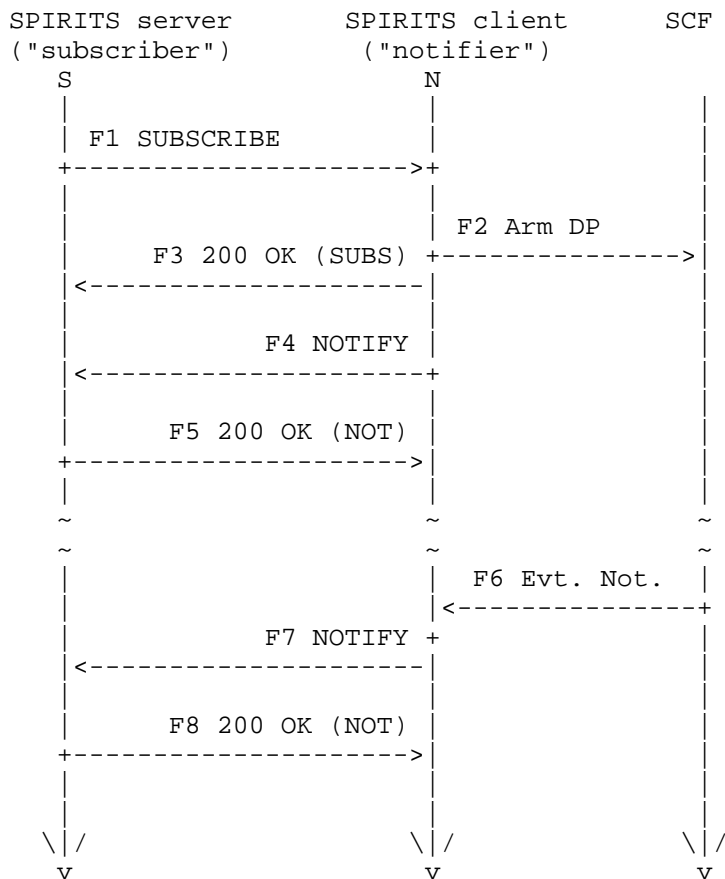 SPIRITS server SPIRITS client SCF
("subscriber") ("notifier")
S N
F1 SUBSCRIBE
F2 Arm DP
F3 200 OK (SUBS)
F4 NOTIFY
F5 200 OK (NOT)
~ ~ ~
~ ~ ~
F6 Evt. Not.
F7 NOTIFY
F8 200 OK (NOT)
v v v